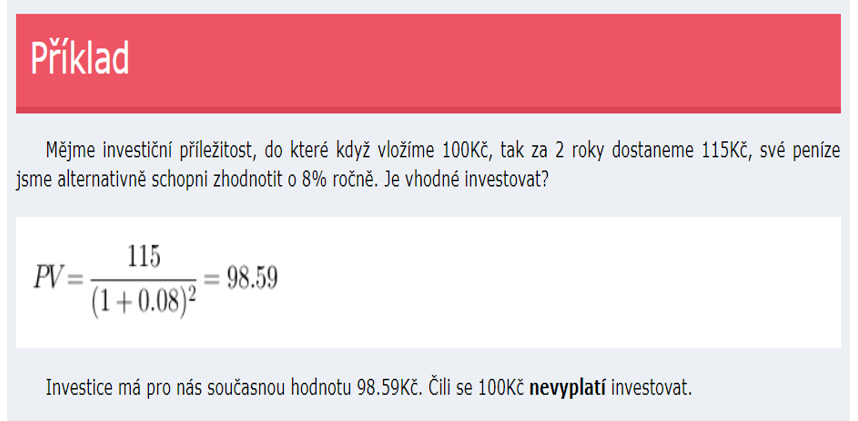 Příklad
Mějme investiční příležitost, do které když vložíme 100Kč, tak za 2 roky dostaneme 115Kč, své peníze
jsme alternativně schopni zhodnotit o 8% ročně. Je vhodné investovat?
PV = 115 / (1 + 0.08)² = 98.59
Investice má pro nás současnou hodnotu 98.59Kč. Čili se 100Kč nevyplatí investovat.